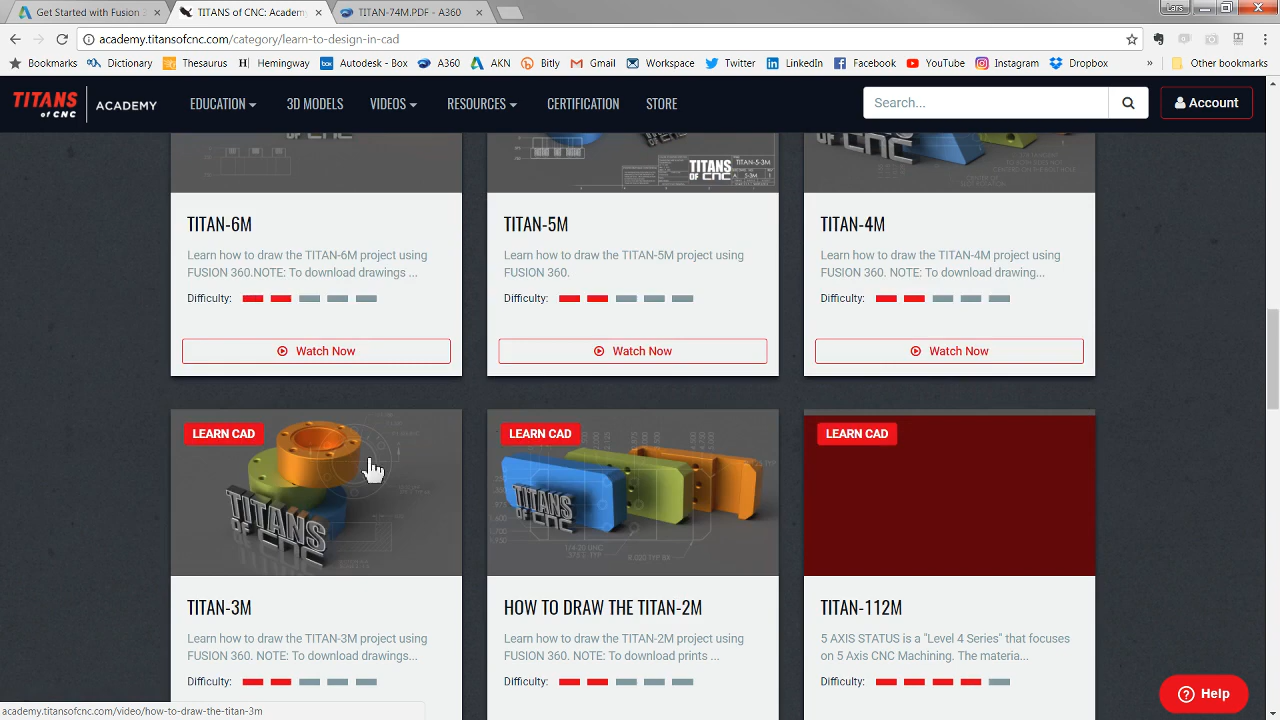 Get Started with Fusion 3
TITANS of CNC: Academy
TITAN-74M.PDF - A360
Lars
academy.titansofcnc.com/category/learn-to-design-in-cad
Bookmarks
Dictionary
Thesaurus
Hemingway
Autodesk - Box
A360
AKN
Bitly
Gmail
Workspace
Twitter
LinkedIn
Facebook
YouTube
Instagram
Dropbox
»
Other bookmarks
TITANS
of CNC
ACADEMY
EDUCATION
3D MODELS
VIDEOS
RESOURCES
CERTIFICATION
STORE
Search...
Account
TITANS
OF CNC
TITAN-5-3M
5-3M
TITAN-6M
Learn how to draw the TITAN-6M project using
FUSION 360.NOTE: To download drawings ...
Difficulty:
Watch Now
TITAN-5M
Learn how to draw the TITAN-5M project using
FUSION 360.
Difficulty:
Watch Now
TITAN-4M
Learn how to draw the TITAN-4M project using
FUSION 360. NOTE: To download drawing...
Difficulty:
Watch Now
LEARN CAD
TITANS
OF CNC
TITAN-3M
Learn how to draw the TITAN-3M project using
FUSION 360. NOTE: To download drawings...
Difficulty:
LEARN CAD
TITANS
OF CNC
HOW TO DRAW THE TITAN-2M
Learn how to draw the TITAN-2M project using
FUSION 360. NOTE: To download prints ...
Difficulty:
LEARN CAD
TITAN-112M
5 AXIS STATUS is a "Level 4 Series" that focuses
on 5 Axis CNC Machining. The materia...
Difficulty:
Help
academy.titansofcnc.com/video/how-to-draw-the-titan-3m